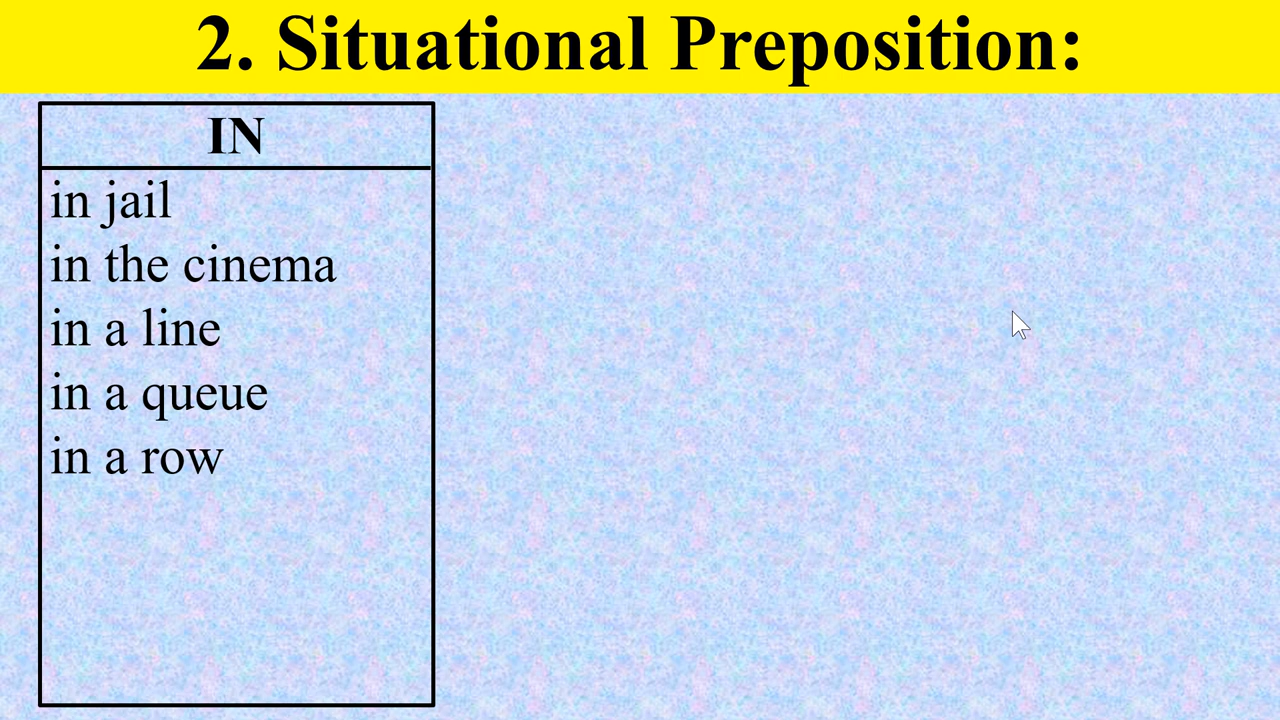 2. Situational Preposition:
IN
in jail
in the cinema
in a line
in a queue
in a row